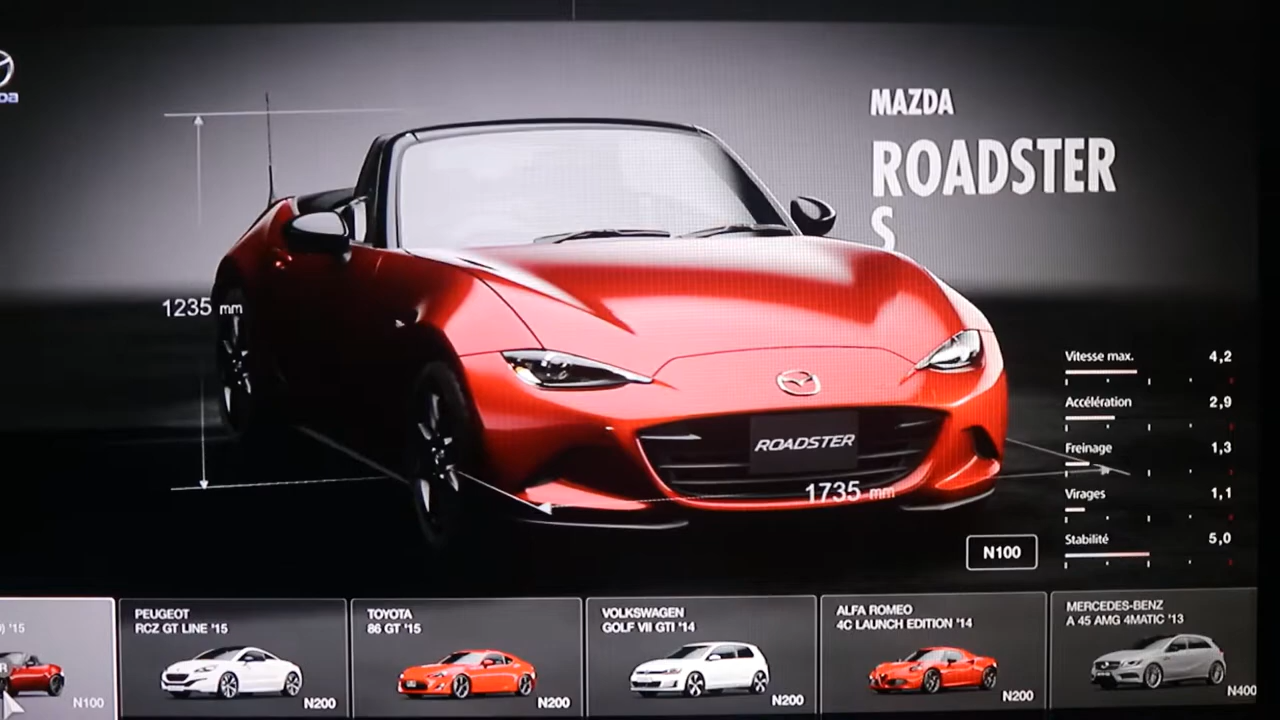 MAZDA
ROADSTER
S
1235 mm
ROADSTER
1735 mm
Vitesse max. 4,2
Accélération 2,9
Freinage 1,3
Virages 1,1
Stabilité 5,0
N100
'15
N100
PEUGEOT
RCZ GT LINE '15
N200
TOYOTA
86 GT '15
N200
VOLKSWAGEN
GOLF VII GTI '14
N200
ALFA ROMEO
4C LAUNCH EDITION '14
N200
MERCEDES-BENZ
A 45 AMG 4MATIC '13
N400